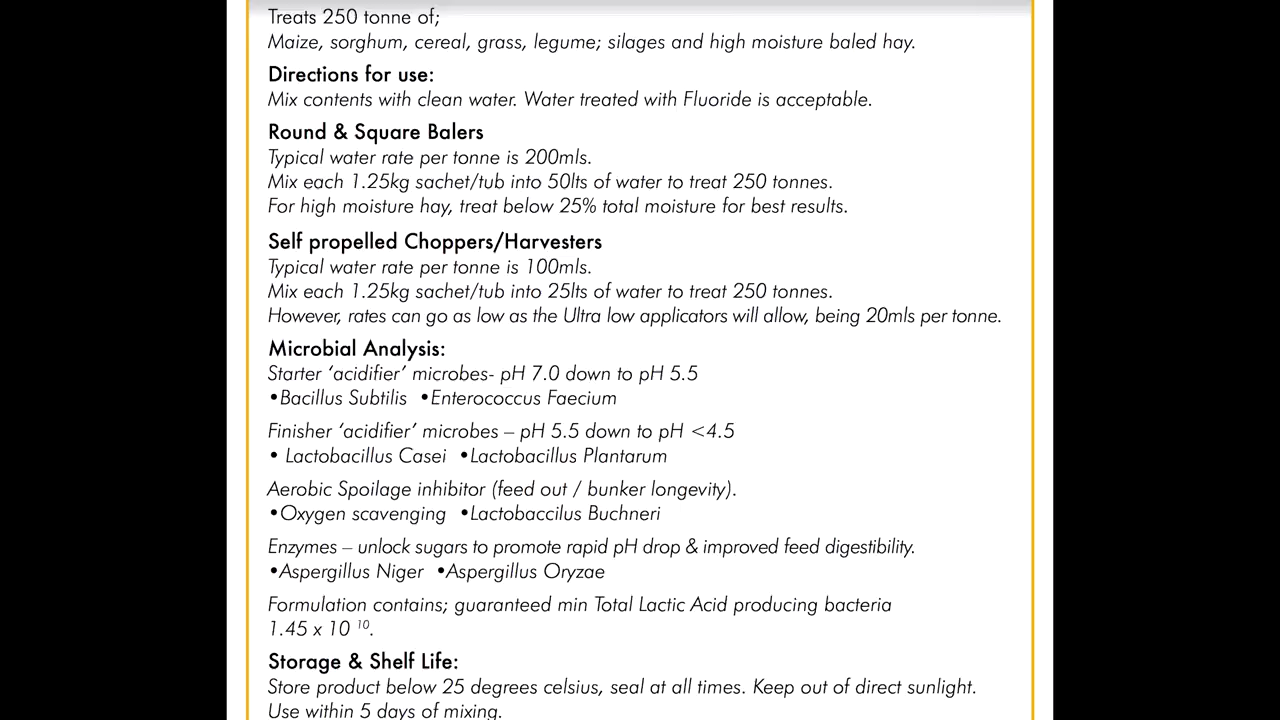 Treats 250 tonne of;
Maize, sorghum, cereal, grass, legume; silages and high moisture baled hay.
Directions for use:
Mix contents with clean water. Water treated with Fluoride is acceptable.
Round & Square Balers
Typical water rate per tonne is 200mls.
Mix each 1.25kg sachet/tub into 50lts of water to treat 250 tonnes.
For high moisture hay, treat below 25% total moisture for best results.
Self propelled Choppers/Harvesters
Typical water rate per tonne is 100mls.
Mix each 1.25kg sachet/tub into 25lts of water to treat 250 tonnes.
However, rates can go as low as the Ultra low applicators will allow, being 20mls per tonne.
Microbial Analysis:
Starter ‘acidifier’ microbes- pH 7.0 down to pH 5.5
•Bacillus Subtilis •Enterococcus Faecium
Finisher ‘acidifier’ microbes – pH 5.5 down to pH <4.5
• Lactobacillus Casei •Lactobacillus Plantarum
Aerobic Spoilage inhibitor (feed out / bunker longevity).
•Oxygen scavenging •Lactobaccilus Buchneri
Enzymes – unlock sugars to promote rapid pH drop & improved feed digestibility.
•Aspergillus Niger •Aspergillus Oryzae
Formulation contains; guaranteed min Total Lactic Acid producing bacteria
1.45 x 10 ¹⁰.
Storage & Shelf Life:
Store product below 25 degrees celsius, seal at all times. Keep out of direct sunlight.
Use within 5 days of mixing.